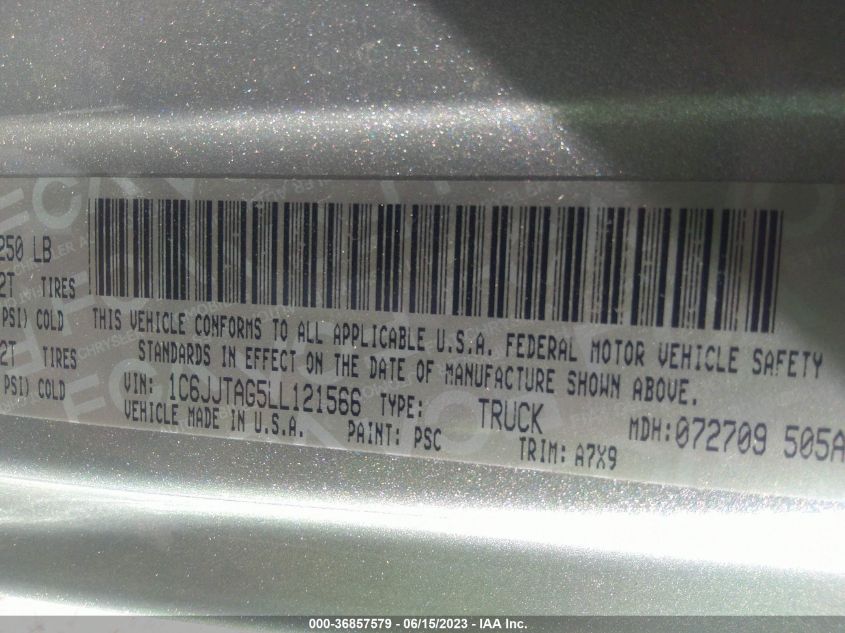 250 LB
2T TIRES
PSI) COLD
2T TIRES
PSI) COLD
THIS VEHICLE CONFORMS TO ALL APPLICABLE U.S.A. FEDERAL MOTOR VEHICLE SAFETY
STANDARDS IN EFFECT ON THE DATE OF MANUFACTURE SHOWN ABOVE.
VIN: 1C6JJTAG5LL121566 TYPE: TRUCK MDH:072709 505A
VEHICLE MADE IN U.S.A. PAINT: PSC TRIM: A7X9
000-36857579 - 06/15/2023 - IAA Inc.